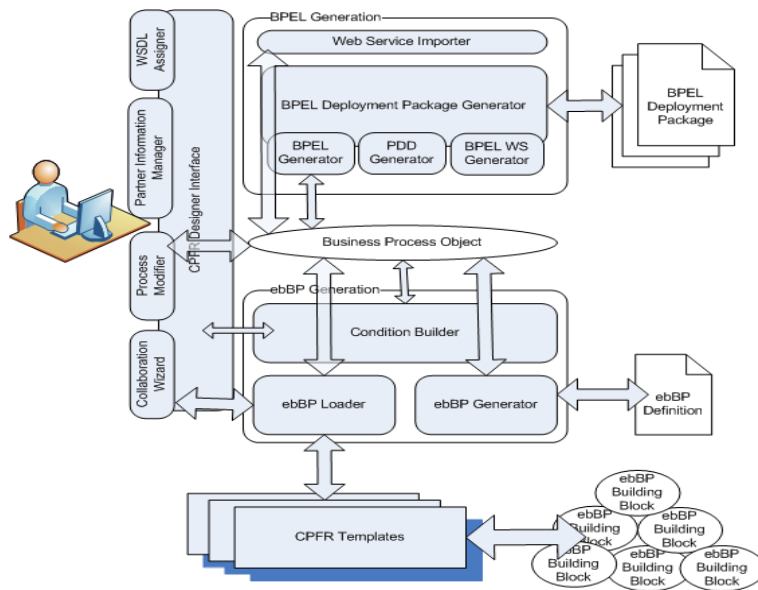 BPEL Generation
Web Service Importer
BPEL Deployment Package Generator
BPEL
Generator
PDD
Generator
BPEL WS
Generator
BPEL
Deployment
Package
WSDL
Assigner
Partner Information
Manager
CPFR Designer Interface
Process
Modifier
Collaboration
Wizard
Business Process Object
ebBP Generation
Condition Builder
ebBP Loader
ebBP Generator
ebBP
Definition
CPFR Templates
ebBP
Building
Block
ebBP
Building
Block
ebBP
Building
Block
ebBP
Building
Block
ebBP
Building
Block
ebBP
Building
Block